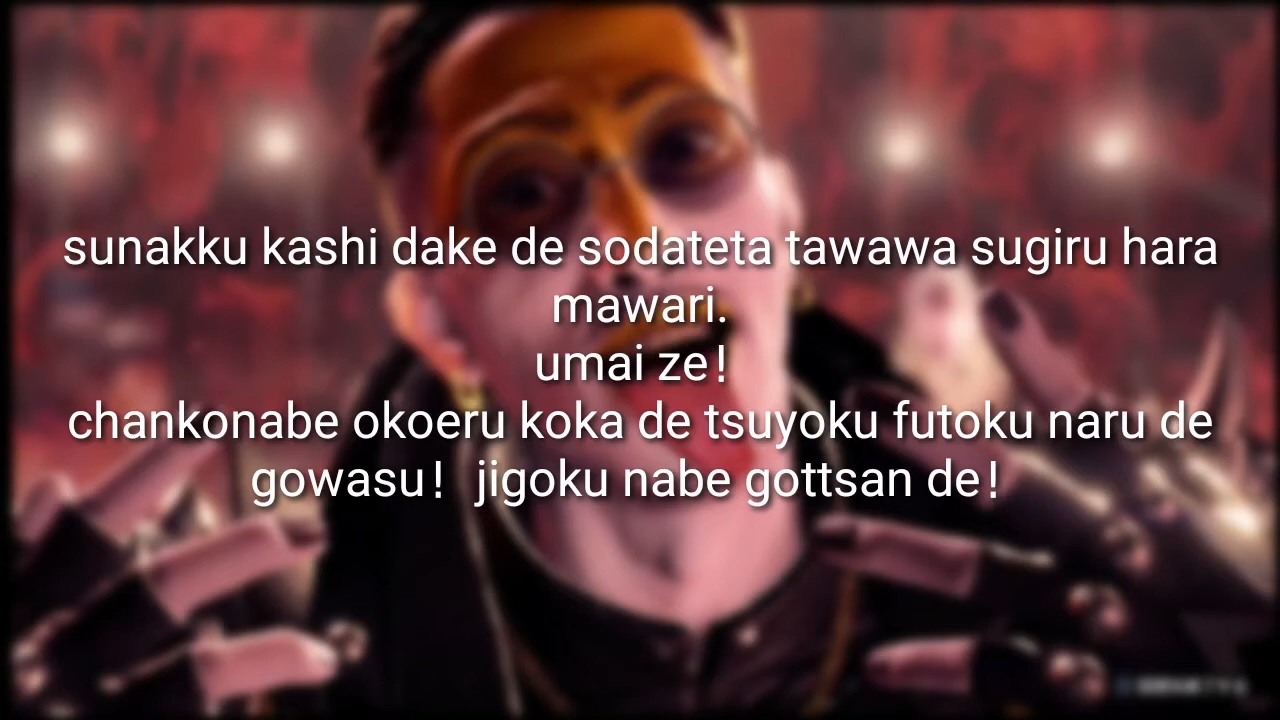 sunakku kashi dake de sodateta tawawa sugiru hara
mawari.
umai ze！
chankonabe okoeru koka de tsuyoku futoku naru de
gowasu！ jigoku nabe gottsan de！